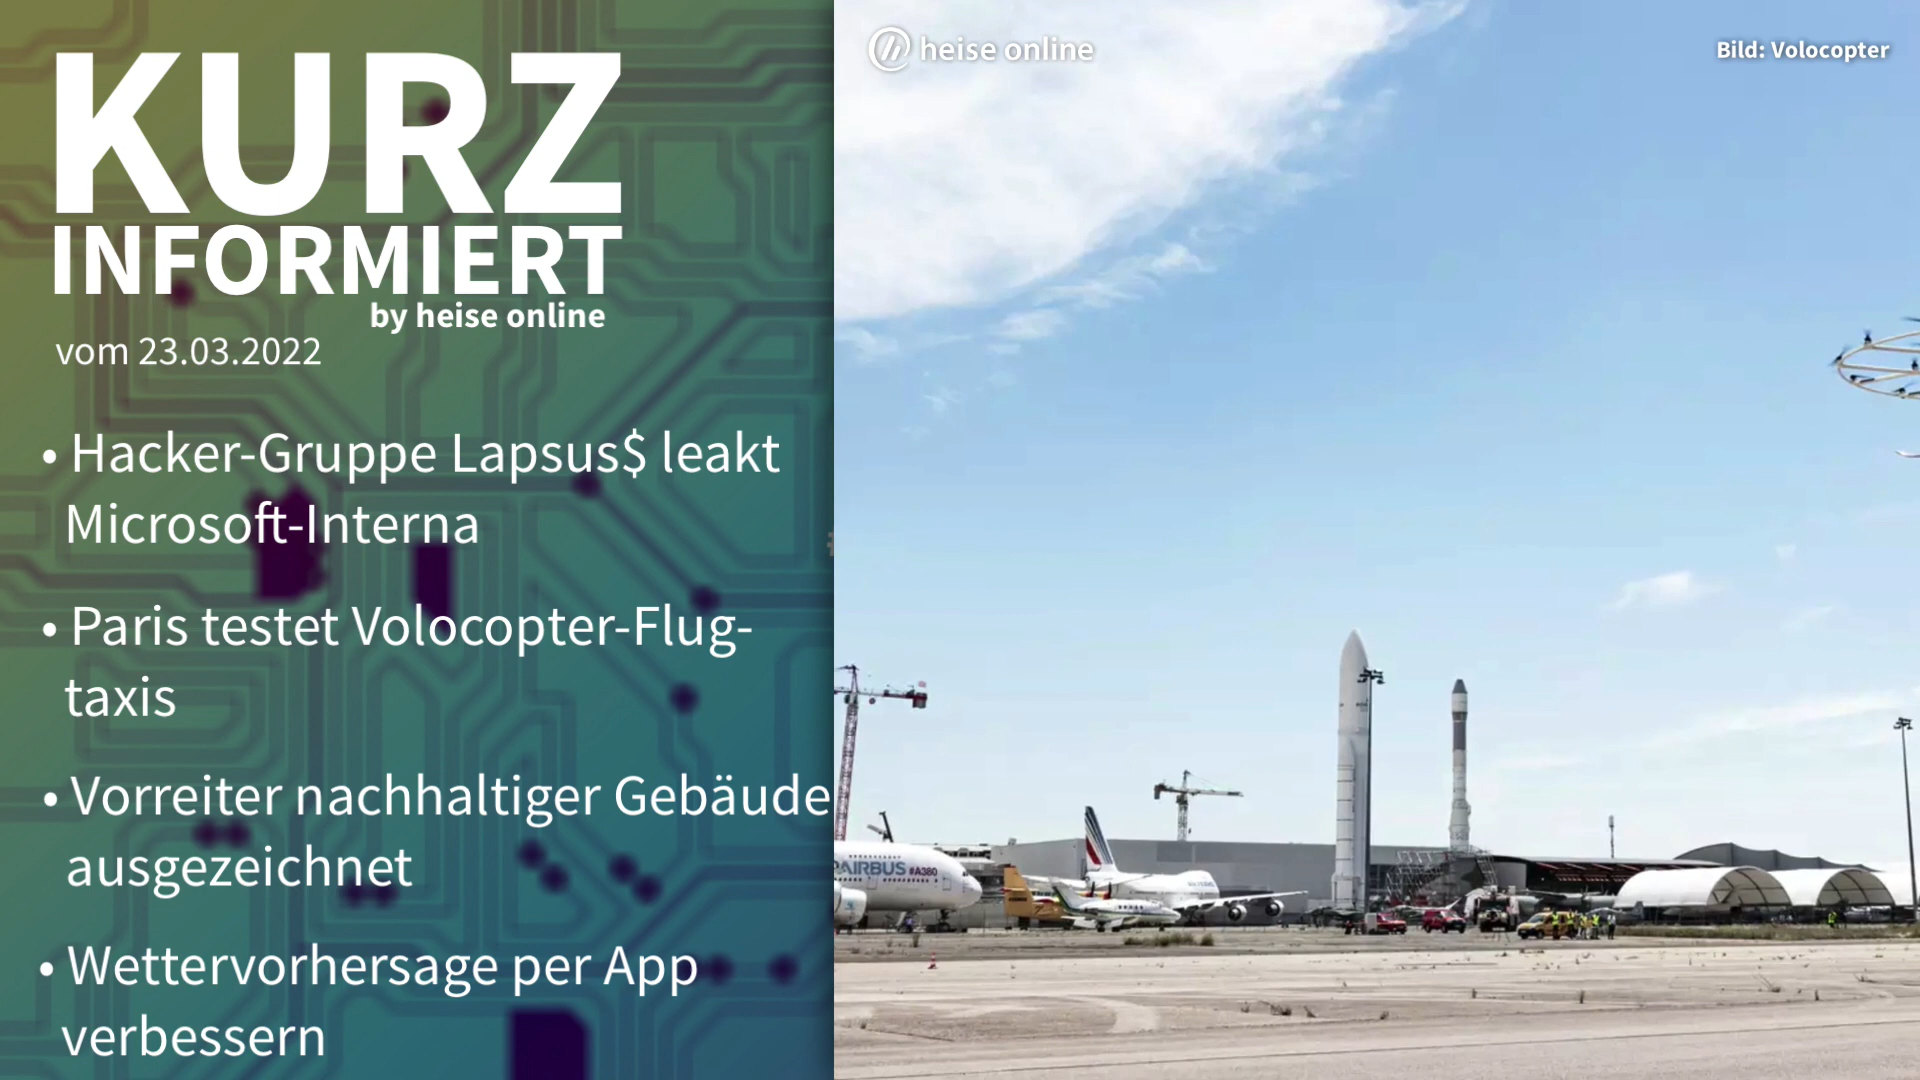 KURZ
INFORMIERT
by heise online
vom 23.03.2022
• Hacker-Gruppe Lapsus$ leakt
Microsoft-Interna
• Paris testet Volocopter-Flug-
taxis
• Vorreiter nachhaltiger Gebäude
ausgezeichnet
• Wettervorhersage per App
verbessern
heise online
Bild: Volocopter
AIRBUS #A380